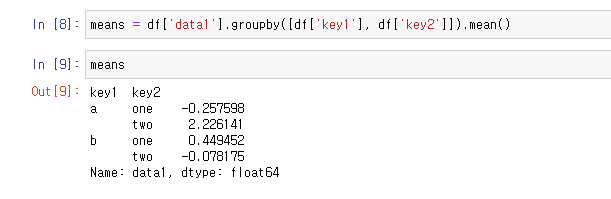 In [8]: means = df['data1'].groupby([df['key1'], df['key2']]).mean()
In [9]: means
Out[9]: key1  key2
a     one    -0.257598
      two     2.226141
b     one     0.449452
      two    -0.078175
Name: data1, dtype: float64